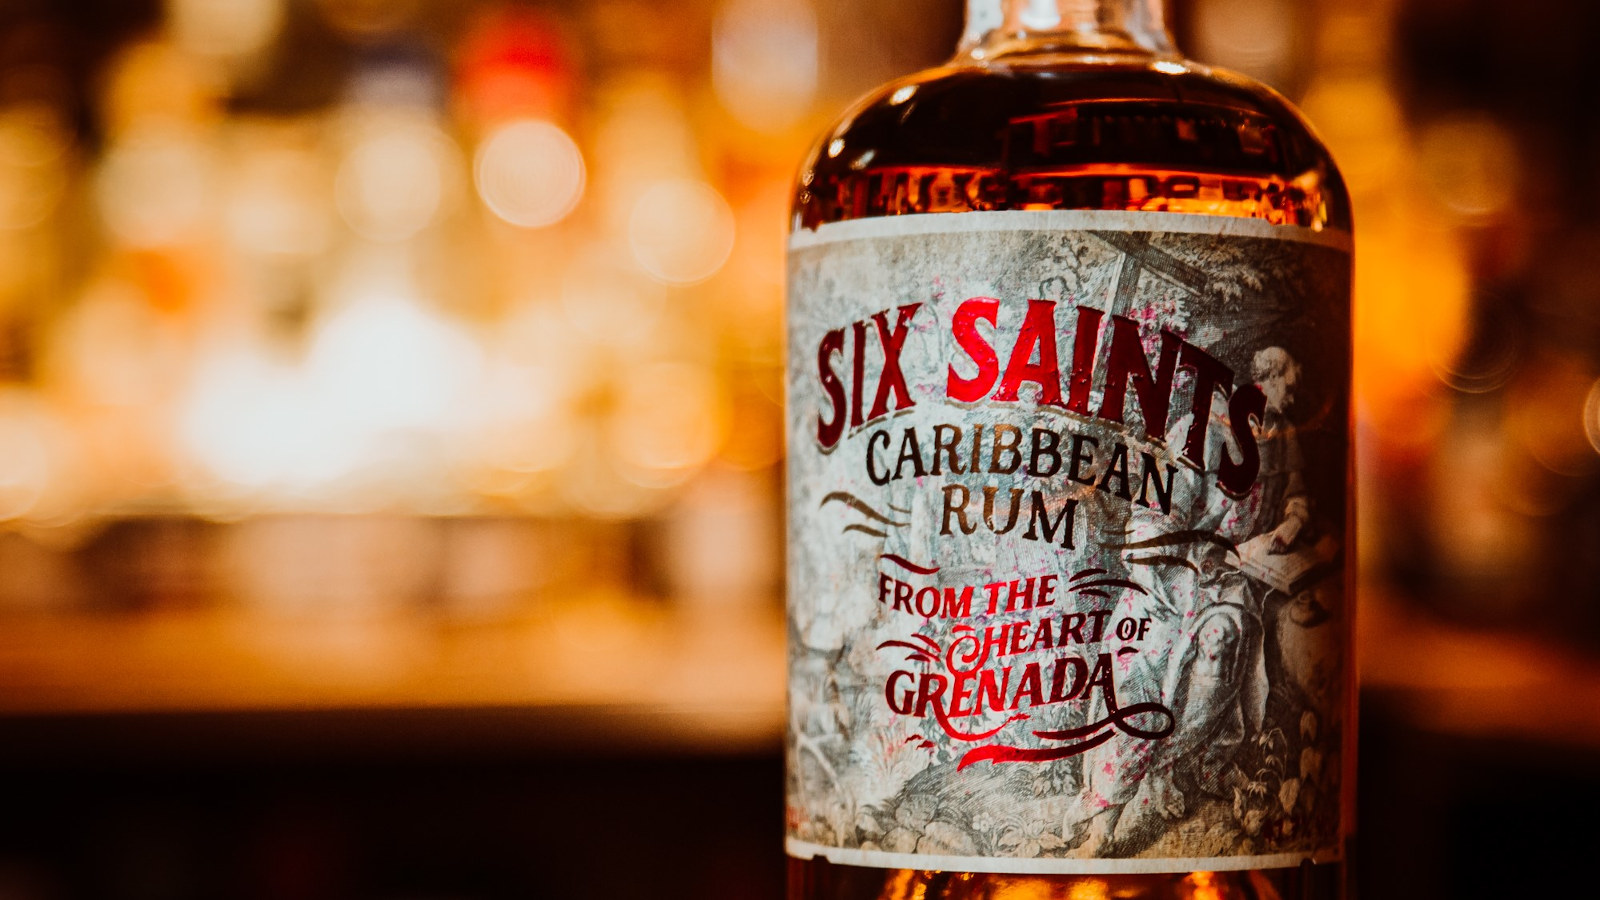 SIX SAINTS
CARIBBEAN
RUM
FROM THE
HEART OF
GRENADA